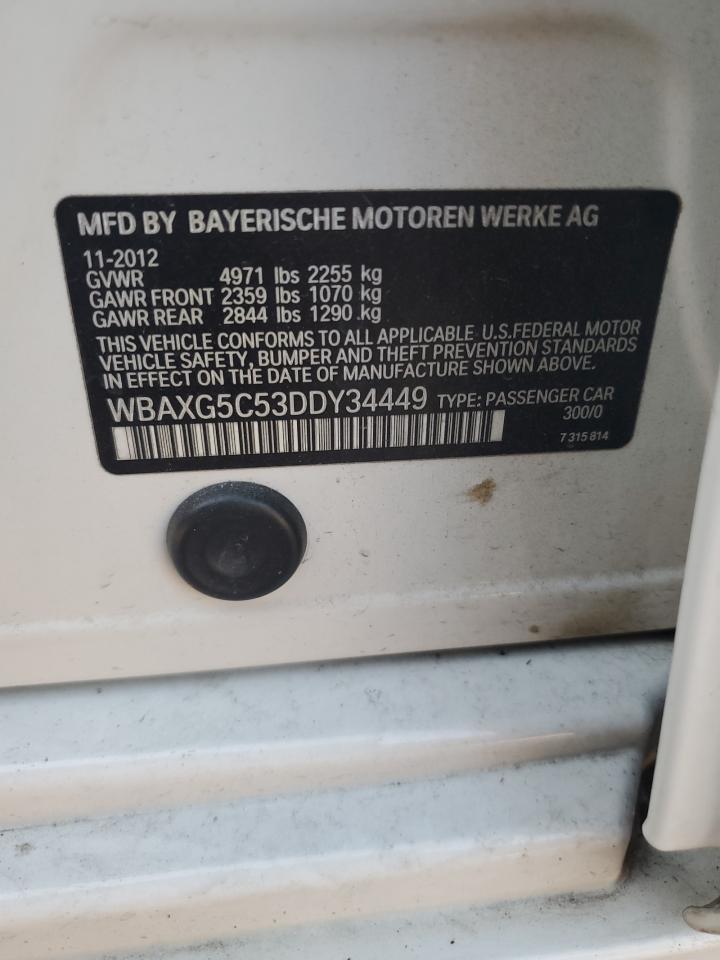 MFD BY BAYERISCHE MOTOREN WERKE AG
11-2012
GVWR 4971 lbs 2255 kg
GAWR FRONT 2359 lbs 1070 kg
GAWR REAR 2844 lbs 1290 kg
THIS VEHICLE CONFORMS TO ALL APPLICABLE U.S.FEDERAL MOTOR
VEHICLE SAFETY, BUMPER AND THEFT PREVENTION STANDARDS
IN EFFECT ON THE DATE OF MANUFACTURE SHOWN ABOVE.
WBAXG5C53DDY34449 TYPE: PASSENGER CAR
300/0
7 315 814